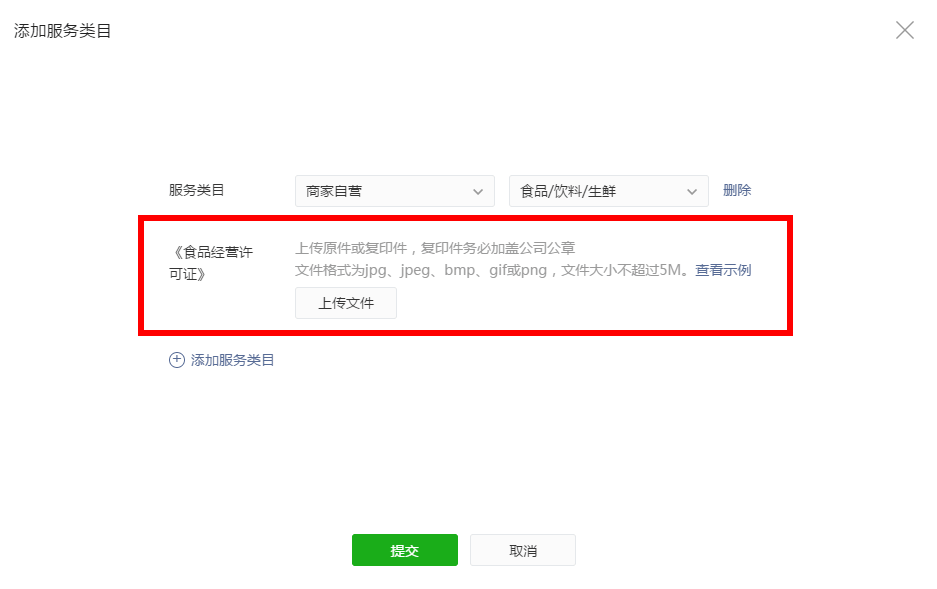 添加服务类目
服务类目
商家自营
食品/饮料/生鲜
删除
《食品经营许
可证》
上传原件或复印件，复印件务必加盖公司公章
文件格式为jpg、jpeg、bmp、gif或png，文件大小不超过5M。查看示例
上传文件
添加服务类目
提交
取消